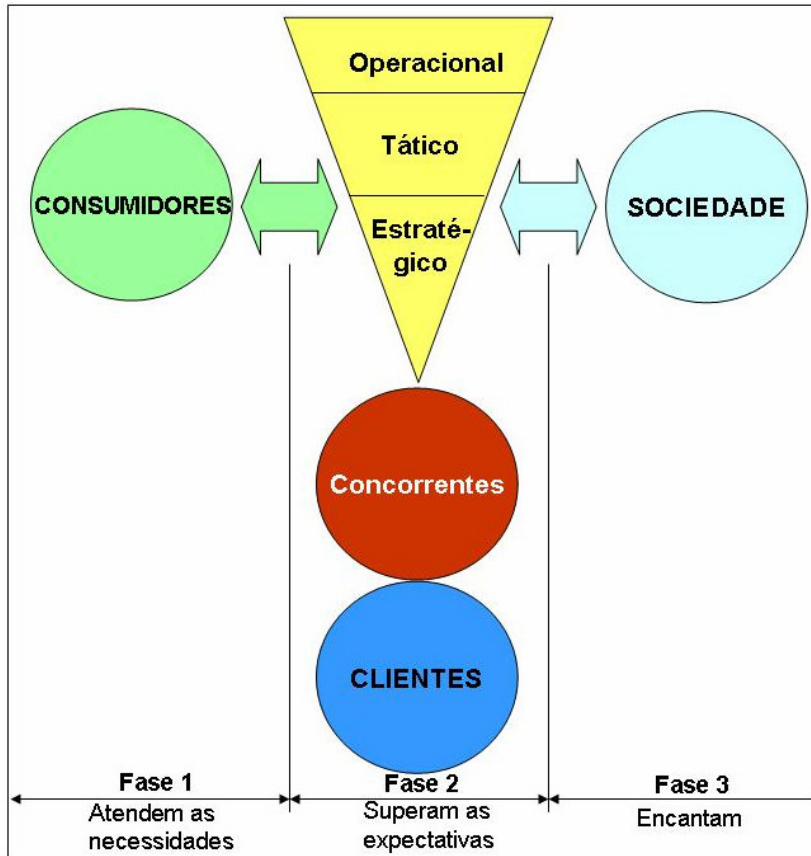 Operacional
Tático
CONSUMIDORES
SOCIEDADE
Estraté-
gico
Concorrentes
CLIENTES
Fase 1
Atendem as
necessidades
Fase 2
Superam as
expectativas
Fase 3
Encantam